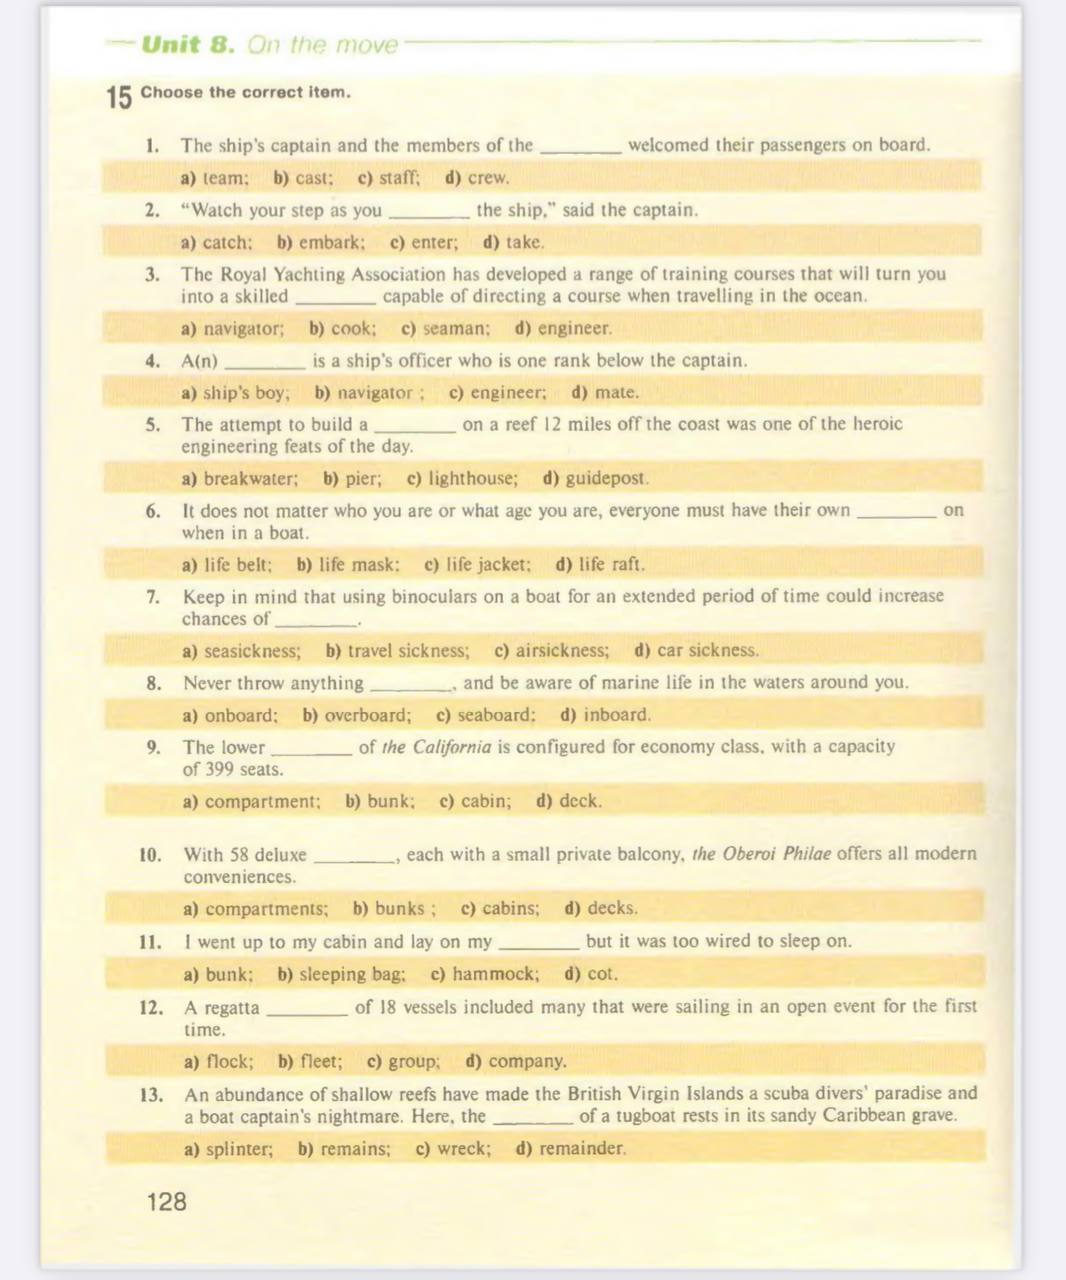 Unit 8. On the move
15 Choose the correct item.
1. The ship's captain and the members of the ________ welcomed their passengers on board.
a) team; b) cast; c) staff; d) crew.
2. “Watch your step as you ________ the ship,” said the captain.
a) catch; b) embark; c) enter; d) take.
3. The Royal Yachting Association has developed a range of training courses that will turn you
into a skilled ________ capable of directing a course when travelling in the ocean.
a) navigator; b) cook; c) seaman; d) engineer.
4. A(n) ________ is a ship's officer who is one rank below the captain.
a) ship's boy; b) navigator ; c) engineer; d) mate.
5. The attempt to build a ________ on a reef 12 miles off the coast was one of the heroic
engineering feats of the day.
a) breakwater; b) pier; c) lighthouse; d) guidepost.
6. It does not matter who you are or what age you are, everyone must have their own ________ on
when in a boat.
a) life belt; b) life mask; c) life jacket; d) life raft.
7. Keep in mind that using binoculars on a boat for an extended period of time could increase
chances of ________.
a) seasickness; b) travel sickness; c) airsickness; d) car sickness.
8. Never throw anything ________, and be aware of marine life in the waters around you.
a) onboard; b) overboard; c) seaboard; d) inboard.
9. The lower ________ of the California is configured for economy class, with a capacity
of 399 seats.
a) compartment; b) bunk; c) cabin; d) deck.
10. With 58 deluxe ________, each with a small private balcony, the Oberoi Philae offers all modern
conveniences.
a) compartments; b) bunks ; c) cabins; d) decks.
11. I went up to my cabin and lay on my ________ but it was too wired to sleep on.
a) bunk; b) sleeping bag; c) hammock; d) cot.
12. A regatta ________ of 18 vessels included many that were sailing in an open event for the first
time.
a) flock; b) fleet; c) group; d) company.
13. An abundance of shallow reefs have made the British Virgin Islands a scuba divers' paradise and
a boat captain's nightmare. Here, the ________ of a tugboat rests in its sandy Caribbean grave.
a) splinter; b) remains; c) wreck; d) remainder.
128